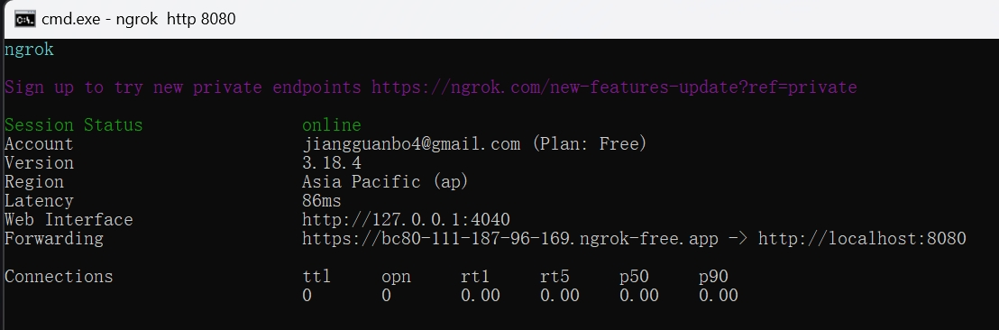 cmd.exe - ngrok  http 8080
ngrok
Sign up to try new private endpoints https://ngrok.com/new-features-update?ref=private
Session Status                online
Account                       jiangguanbo4@gmail.com (Plan: Free)
Version                       3.18.4
Region                        Asia Pacific (ap)
Latency                       86ms
Web Interface                 http://127.0.0.1:4040
Forwarding                    https://bc80-111-187-96-169.ngrok-free.app -> http://localhost:8080
Connections                   ttl     opn     rt1     rt5     p50     p90
                              0       0       0.00    0.00    0.00    0.00